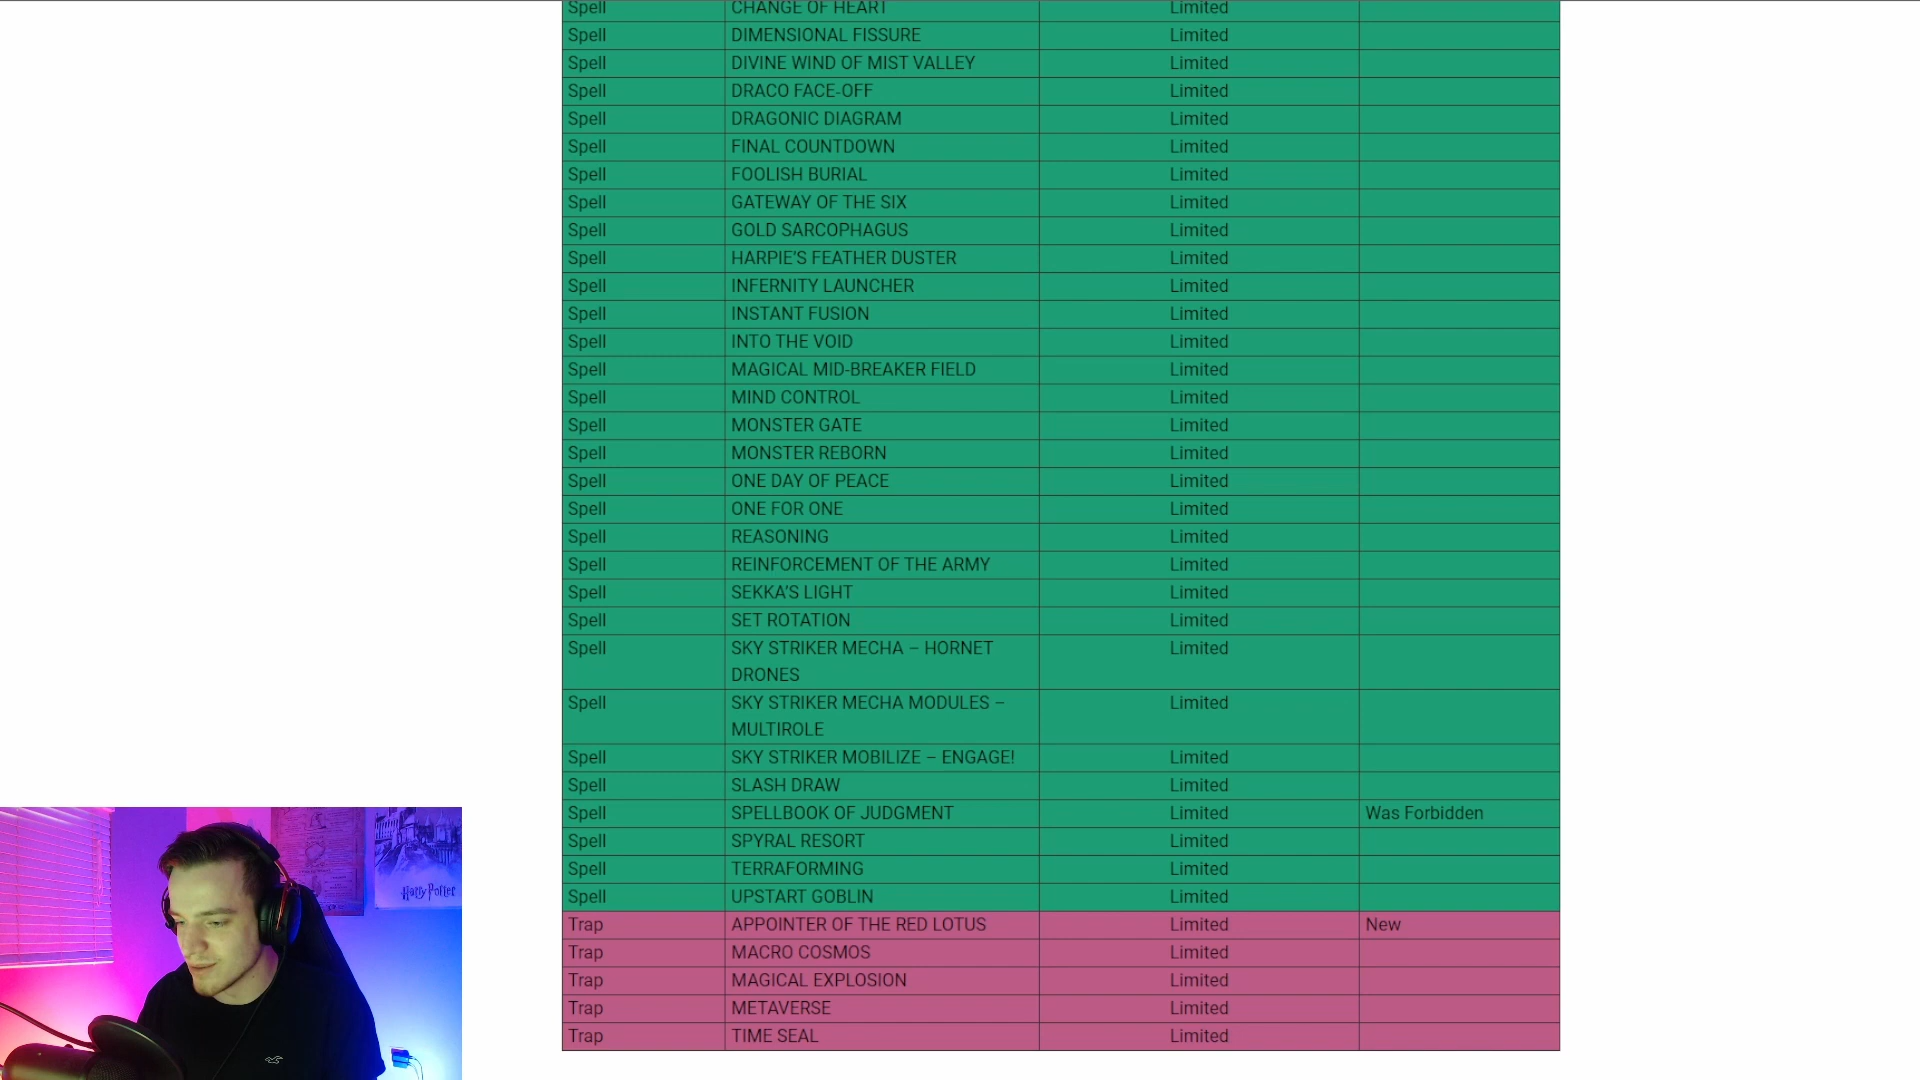 Spell CHANGE OF HEART Limited
Spell DIMENSIONAL FISSURE Limited
Spell DIVINE WIND OF MIST VALLEY Limited
Spell DRACO FACE-OFF Limited
Spell DRAGONIC DIAGRAM Limited
Spell FINAL COUNTDOWN Limited
Spell FOOLISH BURIAL Limited
Spell GATEWAY OF THE SIX Limited
Spell GOLD SARCOPHAGUS Limited
Spell HARPIE'S FEATHER DUSTER Limited
Spell INFERNITY LAUNCHER Limited
Spell INSTANT FUSION Limited
Spell INTO THE VOID Limited
Spell MAGICAL MID-BREAKER FIELD Limited
Spell MIND CONTROL Limited
Spell MONSTER GATE Limited
Spell MONSTER REBORN Limited
Spell ONE DAY OF PEACE Limited
Spell ONE FOR ONE Limited
Spell REASONING Limited
Spell REINFORCEMENT OF THE ARMY Limited
Spell SEKKA'S LIGHT Limited
Spell SET ROTATION Limited
Spell SKY STRIKER MECHA – HORNET Limited
DRONES
Spell SKY STRIKER MECHA MODULES – Limited
MULTIROLE
Spell SKY STRIKER MOBILIZE – ENGAGE! Limited
Spell SLASH DRAW Limited
Spell SPELLBOOK OF JUDGMENT Limited Was Forbidden
Spell SPYRAL RESORT Limited
Spell TERRAFORMING Limited
Spell UPSTART GOBLIN Limited
Trap APPOINTER OF THE RED LOTUS Limited New
Trap MACRO COSMOS Limited
Trap MAGICAL EXPLOSION Limited
Trap METAVERSE Limited
Trap TIME SEAL Limited
Harry Potter